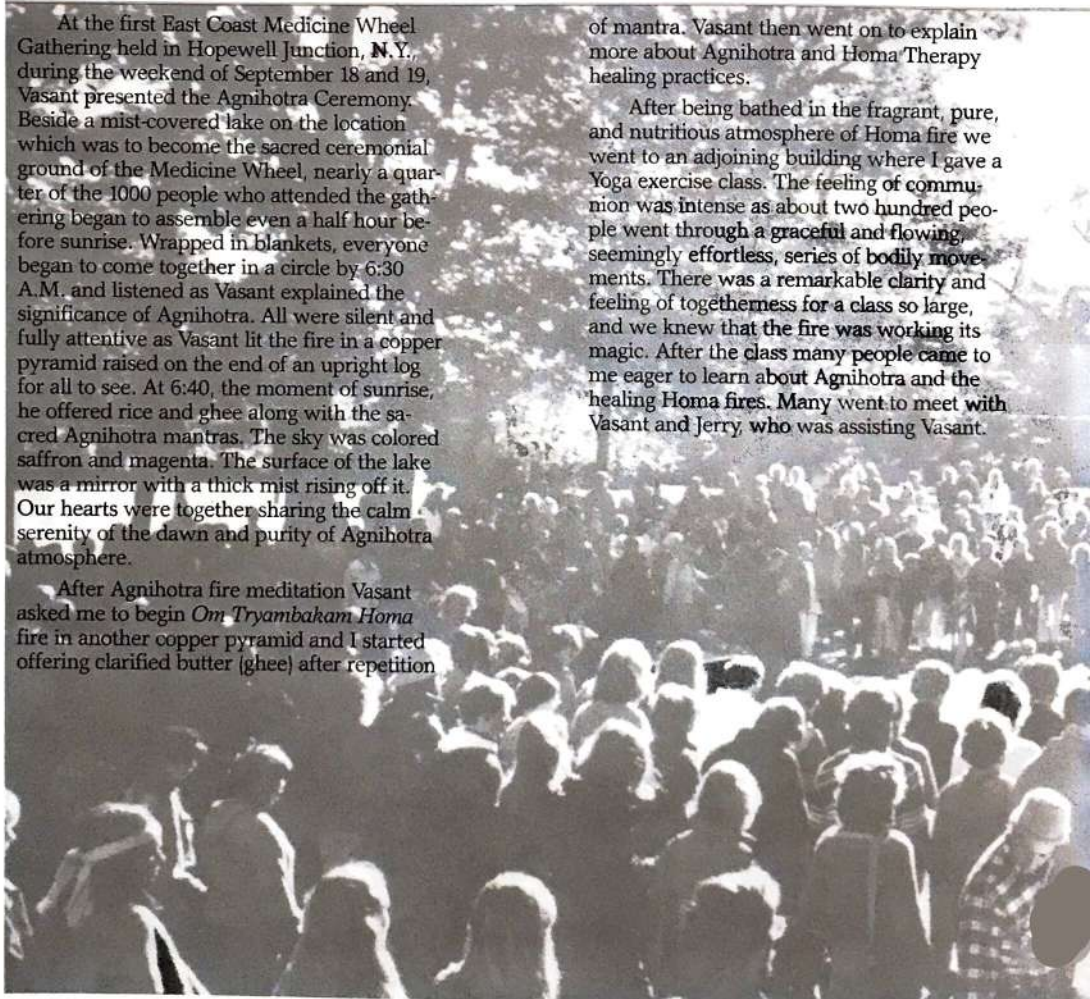 At the first East Coast Medicine Wheel
Gathering held in Hopewell Junction, N.Y.,
during the weekend of September 18 and 19,
Vasant presented the Agnihotra Ceremony.
Beside a mist-covered lake on the location
which was to become the sacred ceremonial
ground of the Medicine Wheel, nearly a quar-
ter of the 1000 people who attended the gath-
ering began to assemble even a half hour be-
fore sunrise. Wrapped in blankets, everyone
began to come together in a circle by 6:30
A.M. and listened as Vasant explained the
significance of Agnihotra. All were silent and
fully attentive as Vasant lit the fire in a copper
pyramid raised on the end of an upright log
for all to see. At 6:40, the moment of sunrise,
he offered rice and ghee along with the sa-
cred Agnihotra mantras. The sky was colored
saffron and magenta. The surface of the lake
was a mirror with a thick mist rising off it.
Our hearts were together sharing the calm
serenity of the dawn and purity of Agnihotra
atmosphere.
After Agnihotra fire meditation Vasant
asked me to begin Om Tryambakam Homa
fire in another copper pyramid and I started
offering clarified butter (ghee) after repetition
of mantra. Vasant then went on to explain
more about Agnihotra and Homa Therapy
healing practices.
After being bathed in the fragrant, pure,
and nutritious atmosphere of Homa fire we
went to an adjoining building where I gave a
Yoga exercise class. The feeling of commu-
nion was intense as about two hundred peo-
ple went through a graceful and flowing,
seemingly effortless, series of bodily move-
ments. There was a remarkable clarity and
feeling of togetherness for a class so large,
and we knew that the fire was working its
magic. After the class many people came to
me eager to learn about Agnihotra and the
healing Homa fires. Many went to meet with
Vasant and Jerry, who was assisting Vasant.